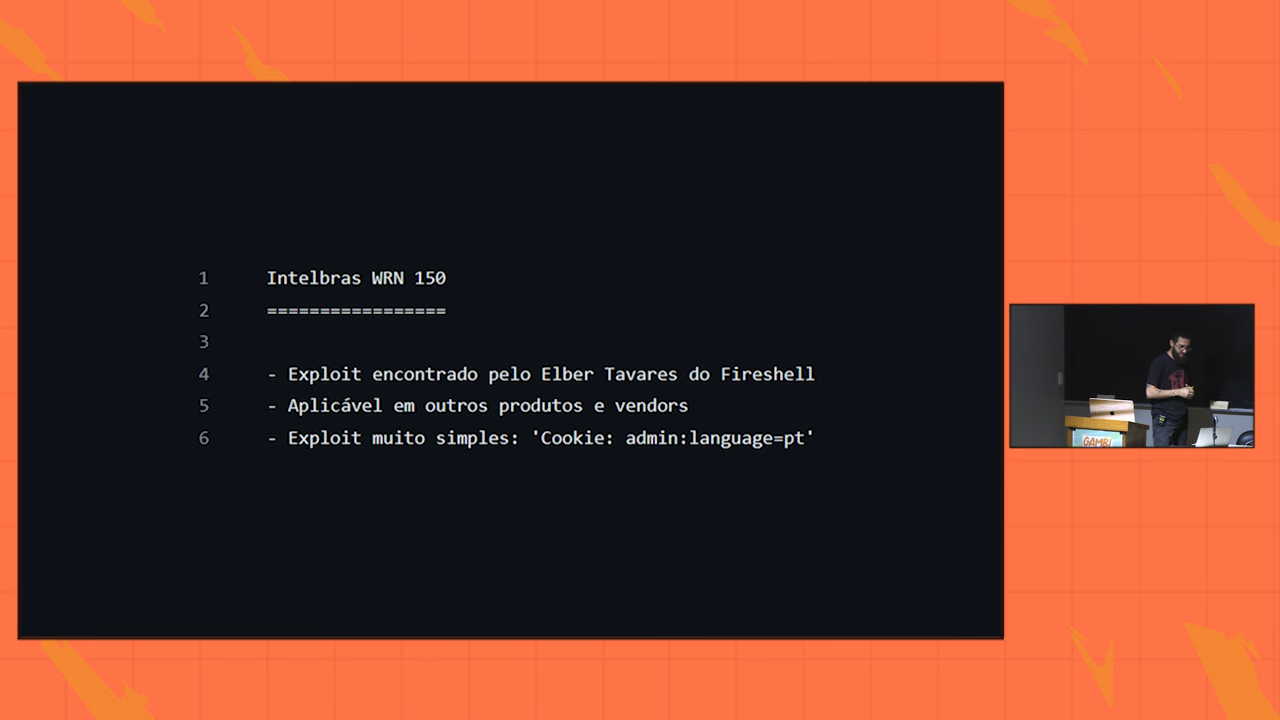 1 Intelbras WRN 150
2 =================
3
4 - Exploit encontrado pelo Elber Tavares do Fireshell
5 - Aplicável em outros produtos e vendors
6 - Exploit muito simples: 'Cookie: admin:language=pt'
GAMBI